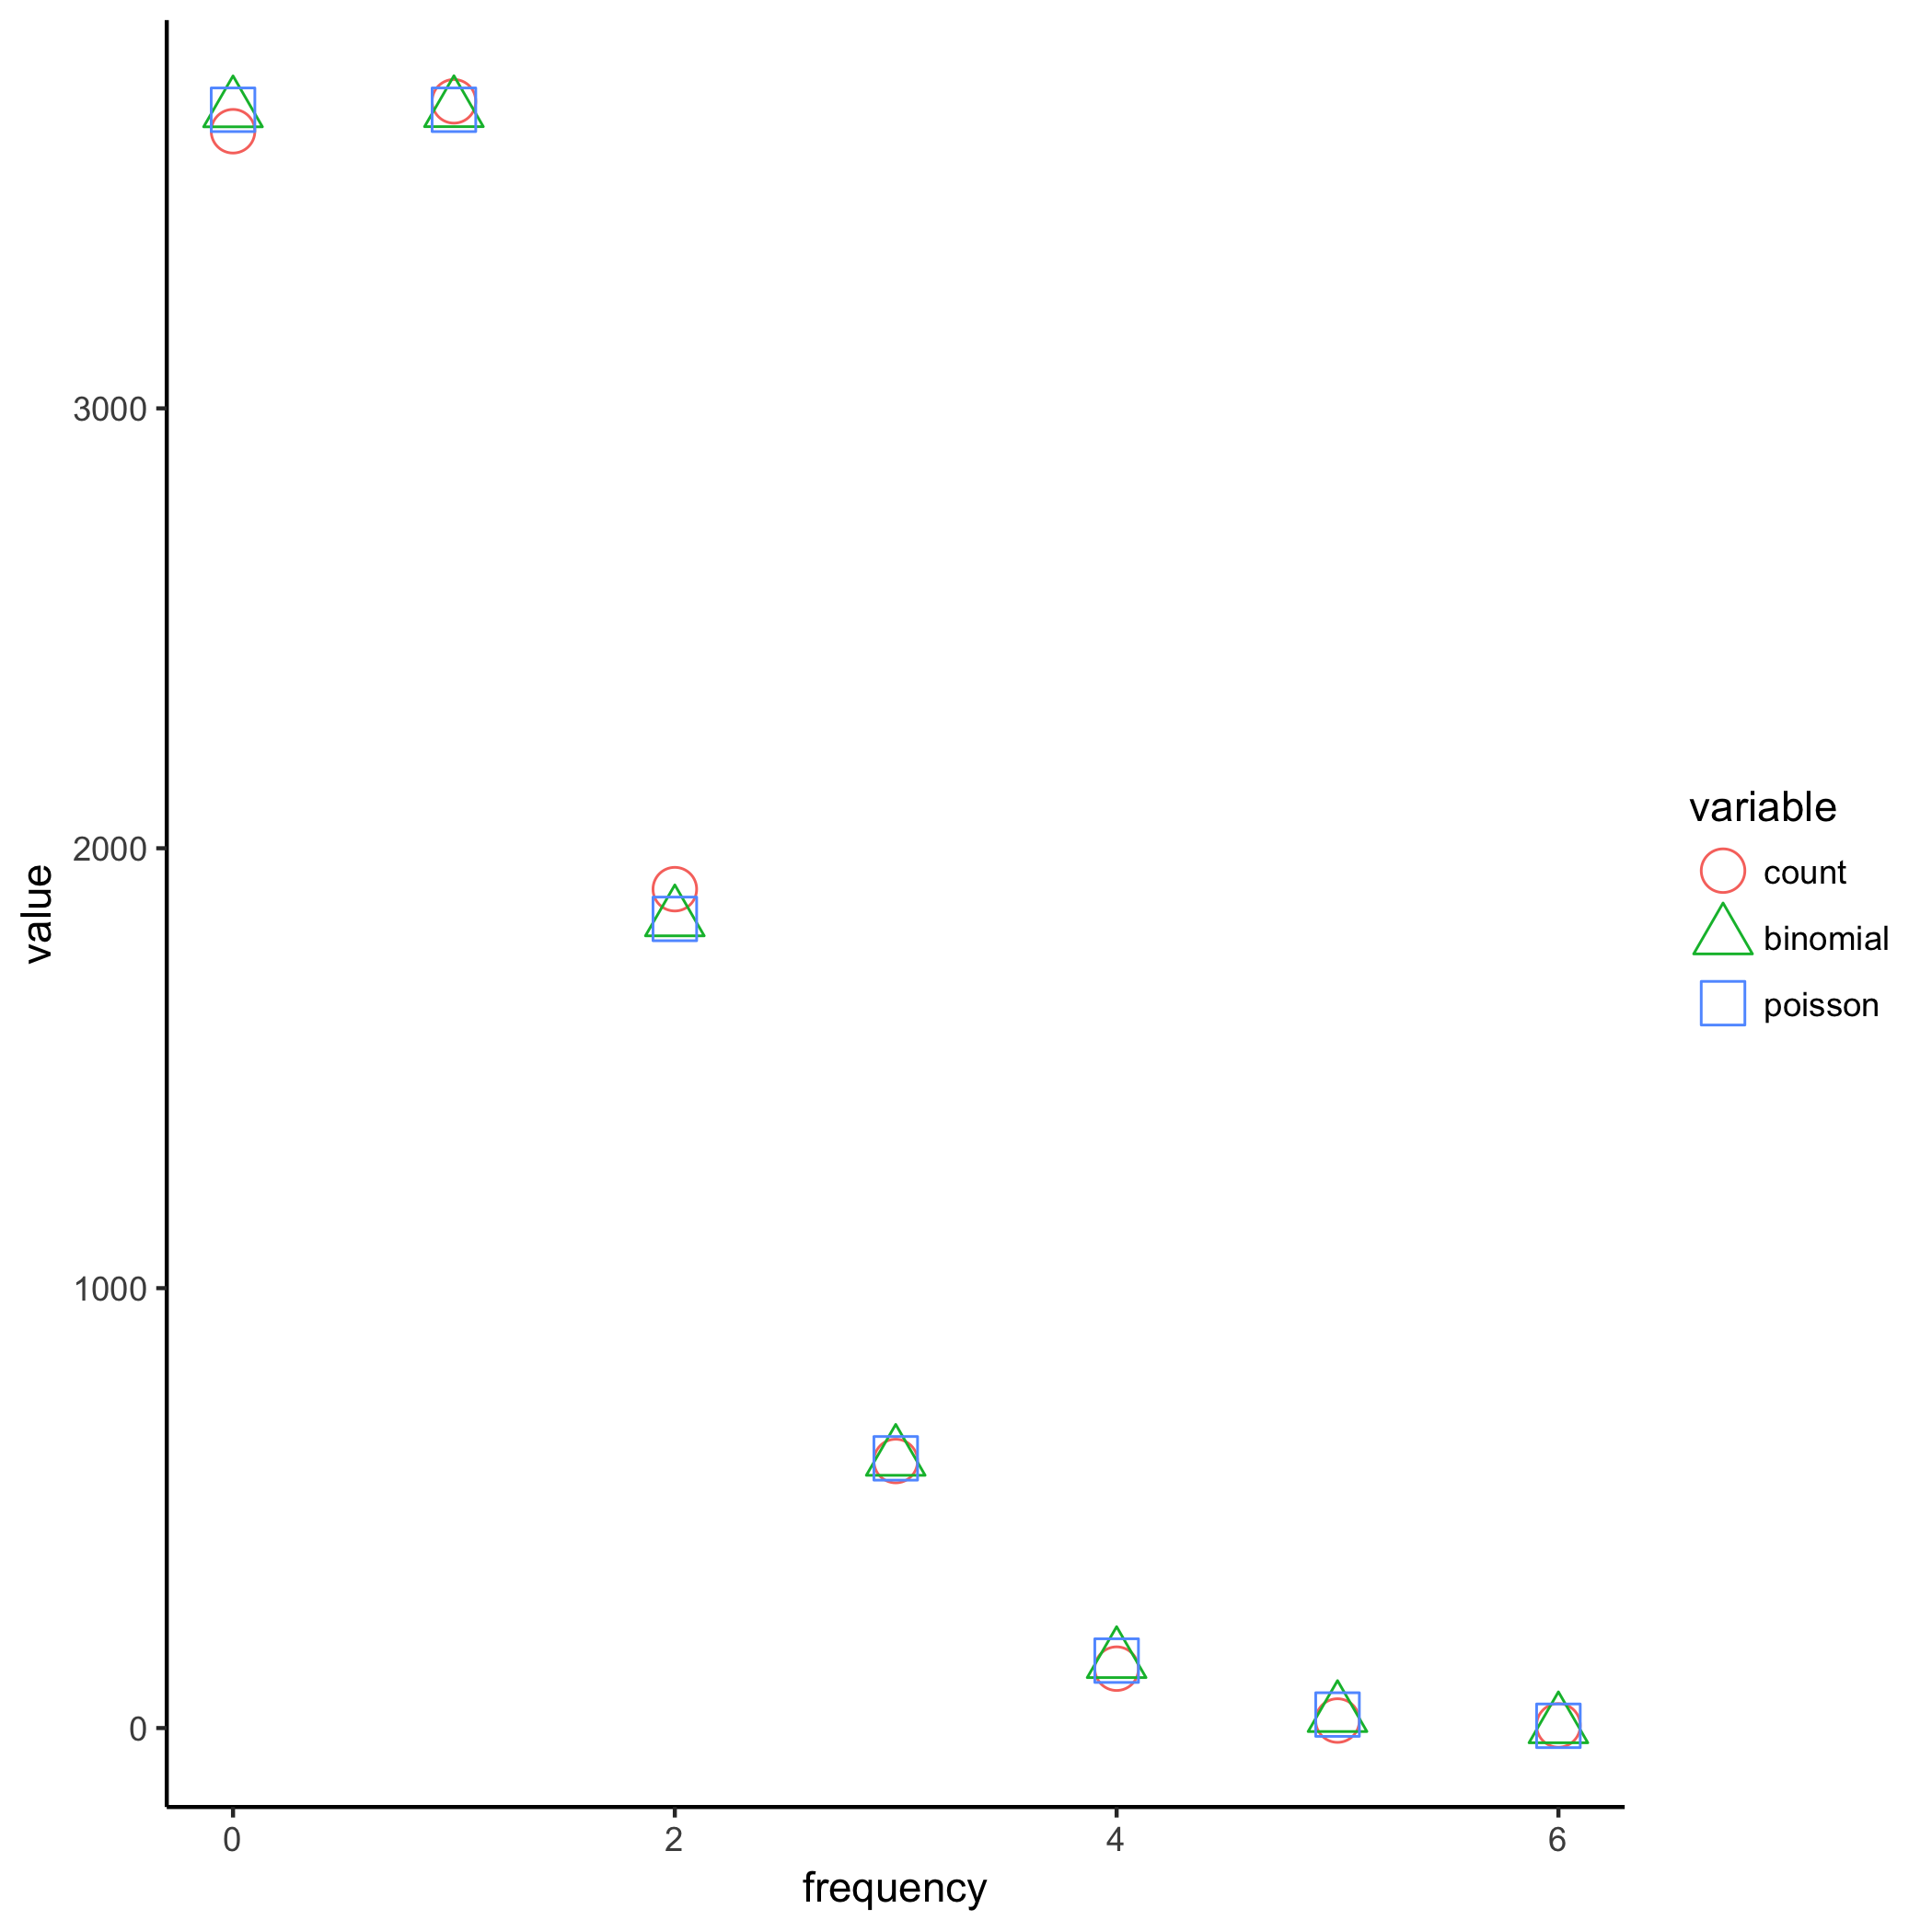 3000
2000
1000
0
value
0 2 4 6
frequency
variable
count
binomial
poisson